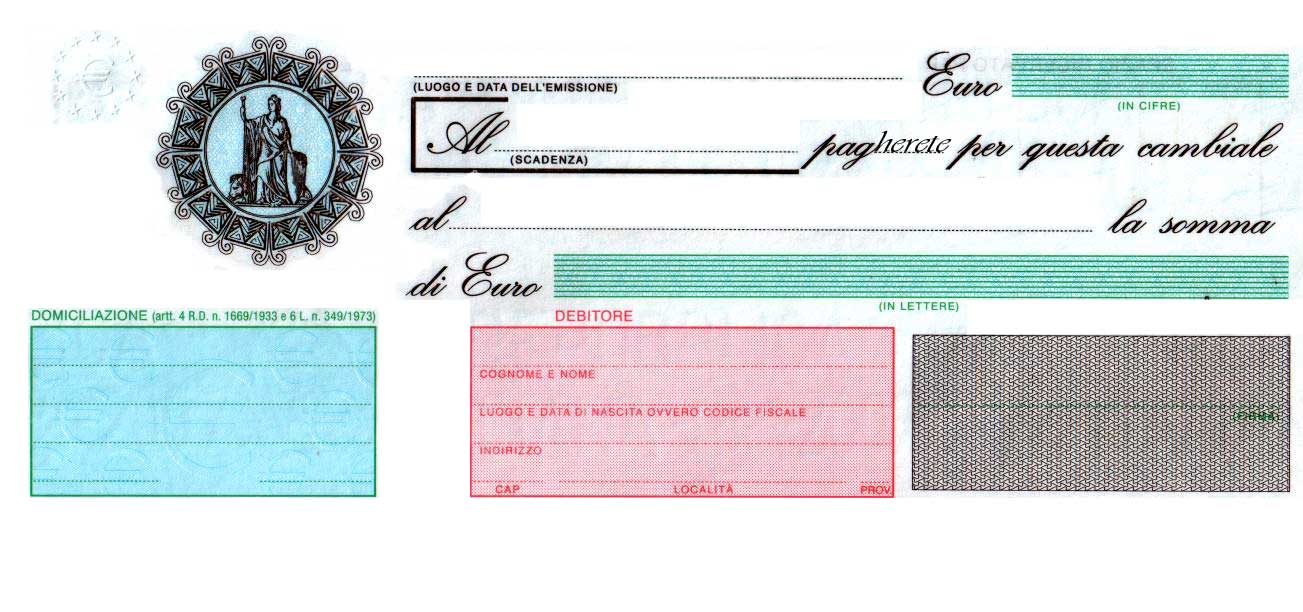 Euro
(LUOGO E DATA DELL'EMISSIONE)
(IN CIFRE)
Al pagherete per questa cambiale
(SCADENZA)
al la somma
di Euro
(IN LETTERE)
DOMICILIAZIONE (artt. 4 R.D. n. 1669/1933 e 6 L. n. 349/1973)
DEBITORE
COGNOME E NOME
LUOGO E DATA DI NASCITA OVVERO CODICE FISCALE
(FIRMA)
INDIRIZZO
CAP LOCALITÀ PROV.